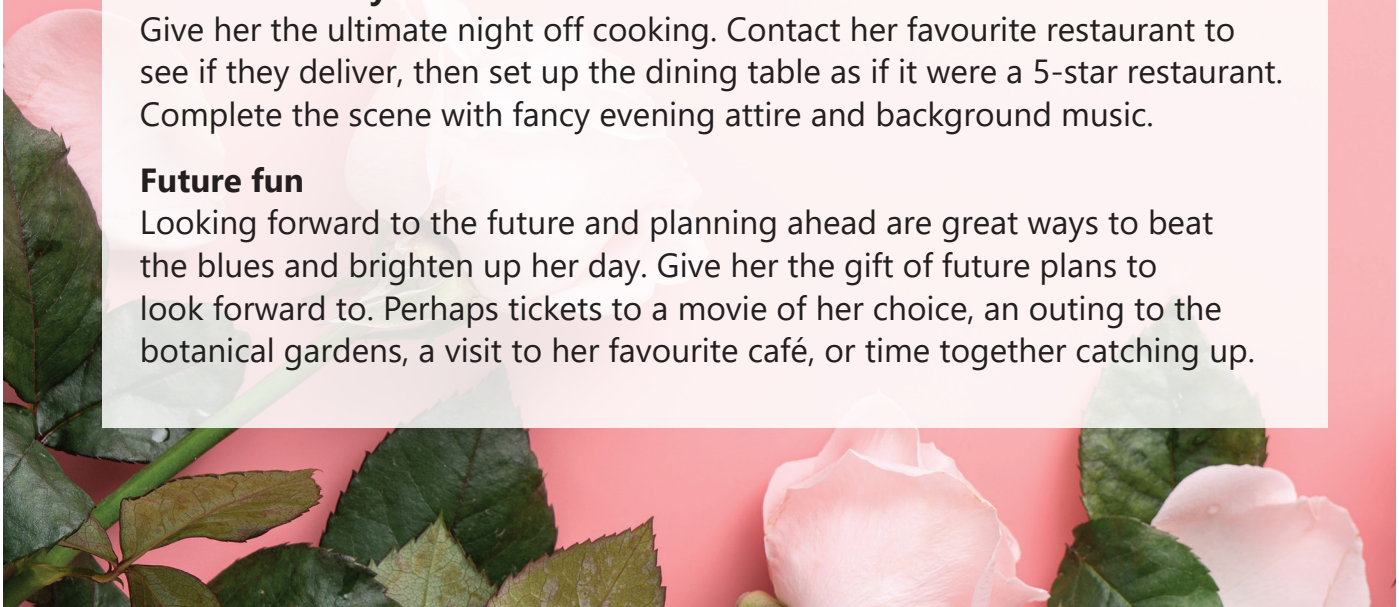 Give her the ultimate night off cooking. Contact her favourite restaurant to
see if they deliver, then set up the dining table as if it were a 5-star restaurant.
Complete the scene with fancy evening attire and background music.
Future fun
Looking forward to the future and planning ahead are great ways to beat
the blues and brighten up her day. Give her the gift of future plans to
look forward to. Perhaps tickets to a movie of her choice, an outing to the
botanical gardens, a visit to her favourite café, or time together catching up.